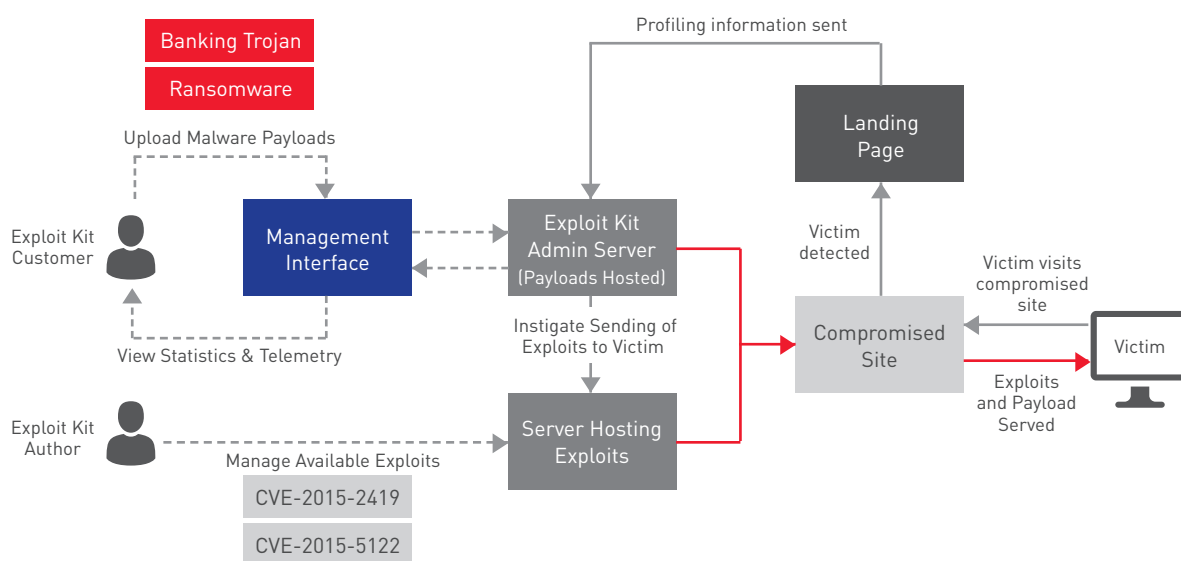 Banking Trojan
Ransomware
Upload Malware Payloads
Exploit Kit
Customer
Management
Interface
View Statistics & Telemetry
Exploit Kit
Author
Manage Available Exploits
CVE-2015-2419
CVE-2015-5122
Profiling information sent
Exploit Kit
Admin Server
(Payloads Hosted)
Instigate Sending of
Exploits to Victim
Server Hosting
Exploits
Landing
Page
Victim
detected
Compromised
Site
Victim visits
compromised
site
Victim
Exploits
and Payload
Served